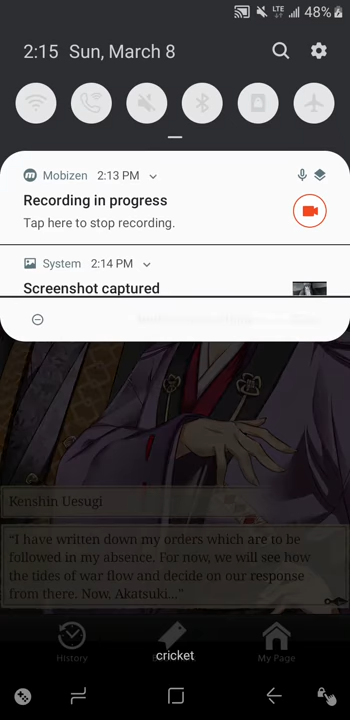 LTE 48%
2:15 Sun, March 8
Mobizen 2:13 PM
Recording in progress
Tap here to stop recording.
System 2:14 PM
Screenshot captured
Kenshin Uesugi
"I have written down my orders which are to be
followed in my absence. For now, we will see how
the tides of war flow and decide on our response
from there. Now, Akatsuki..."
History My Page
cricket